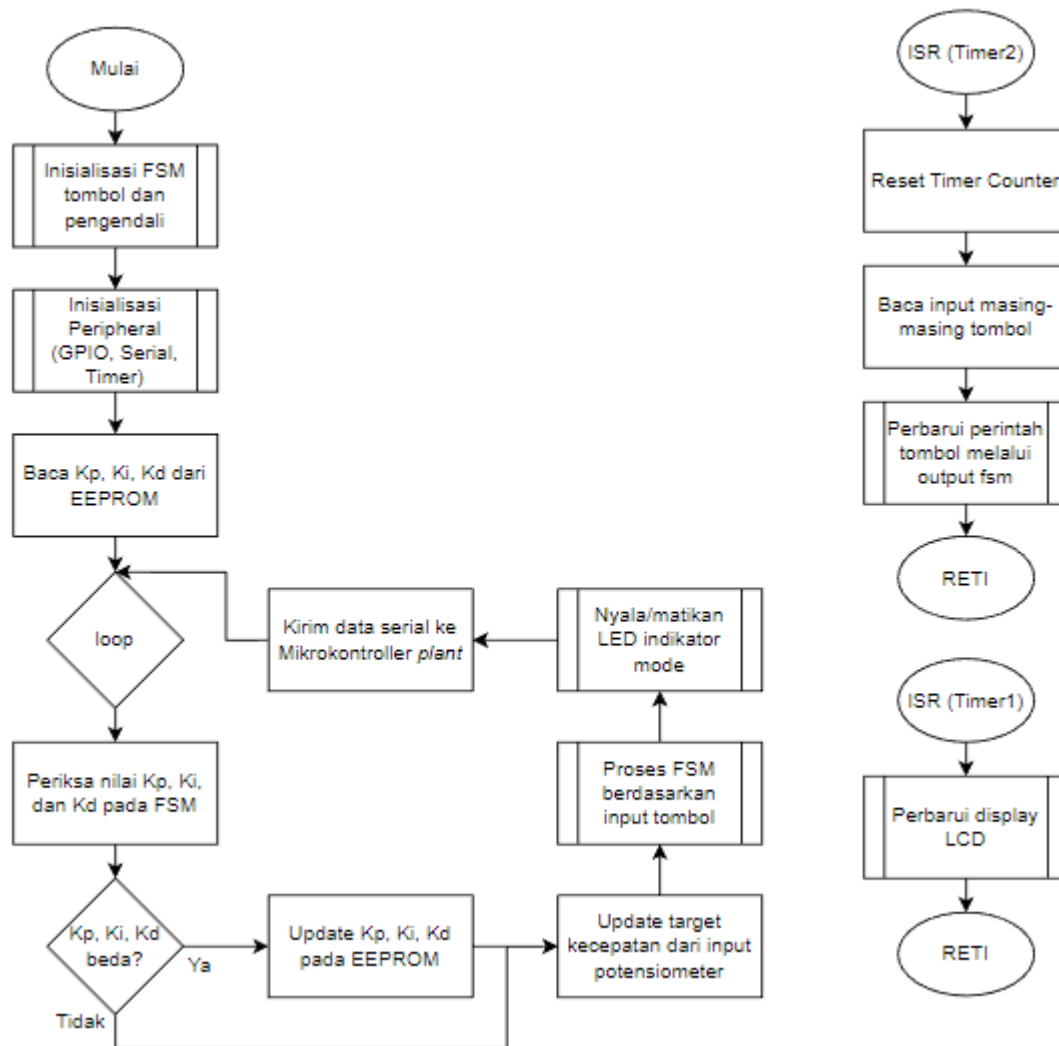 Mulai
Inisialisasi FSM
tombol dan
pengendali
Inisialisasi
Peripheral
(GPIO, Serial,
Timer)
Baca Kp, Ki, Kd dari
EEPROM
loop
Periksa nilai Kp, Ki,
dan Kd pada FSM
Kp, Ki, Kd
beda?
Ya
Tidak
Update Kp, Ki, Kd
pada EEPROM
Update target
kecepatan dari input
potensiometer
Proses FSM
berdasarkan
input tombol
Nyala/matikan
LED indikator
mode
Kirim data serial ke
Mikrokontroller plant
ISR (Timer2)
Reset Timer Counter
Baca input masing-
masing tombol
Perbarui perintah
tombol melalui
output fsm
RETI
ISR (Timer1)
Perbarui display
LCD
RETI